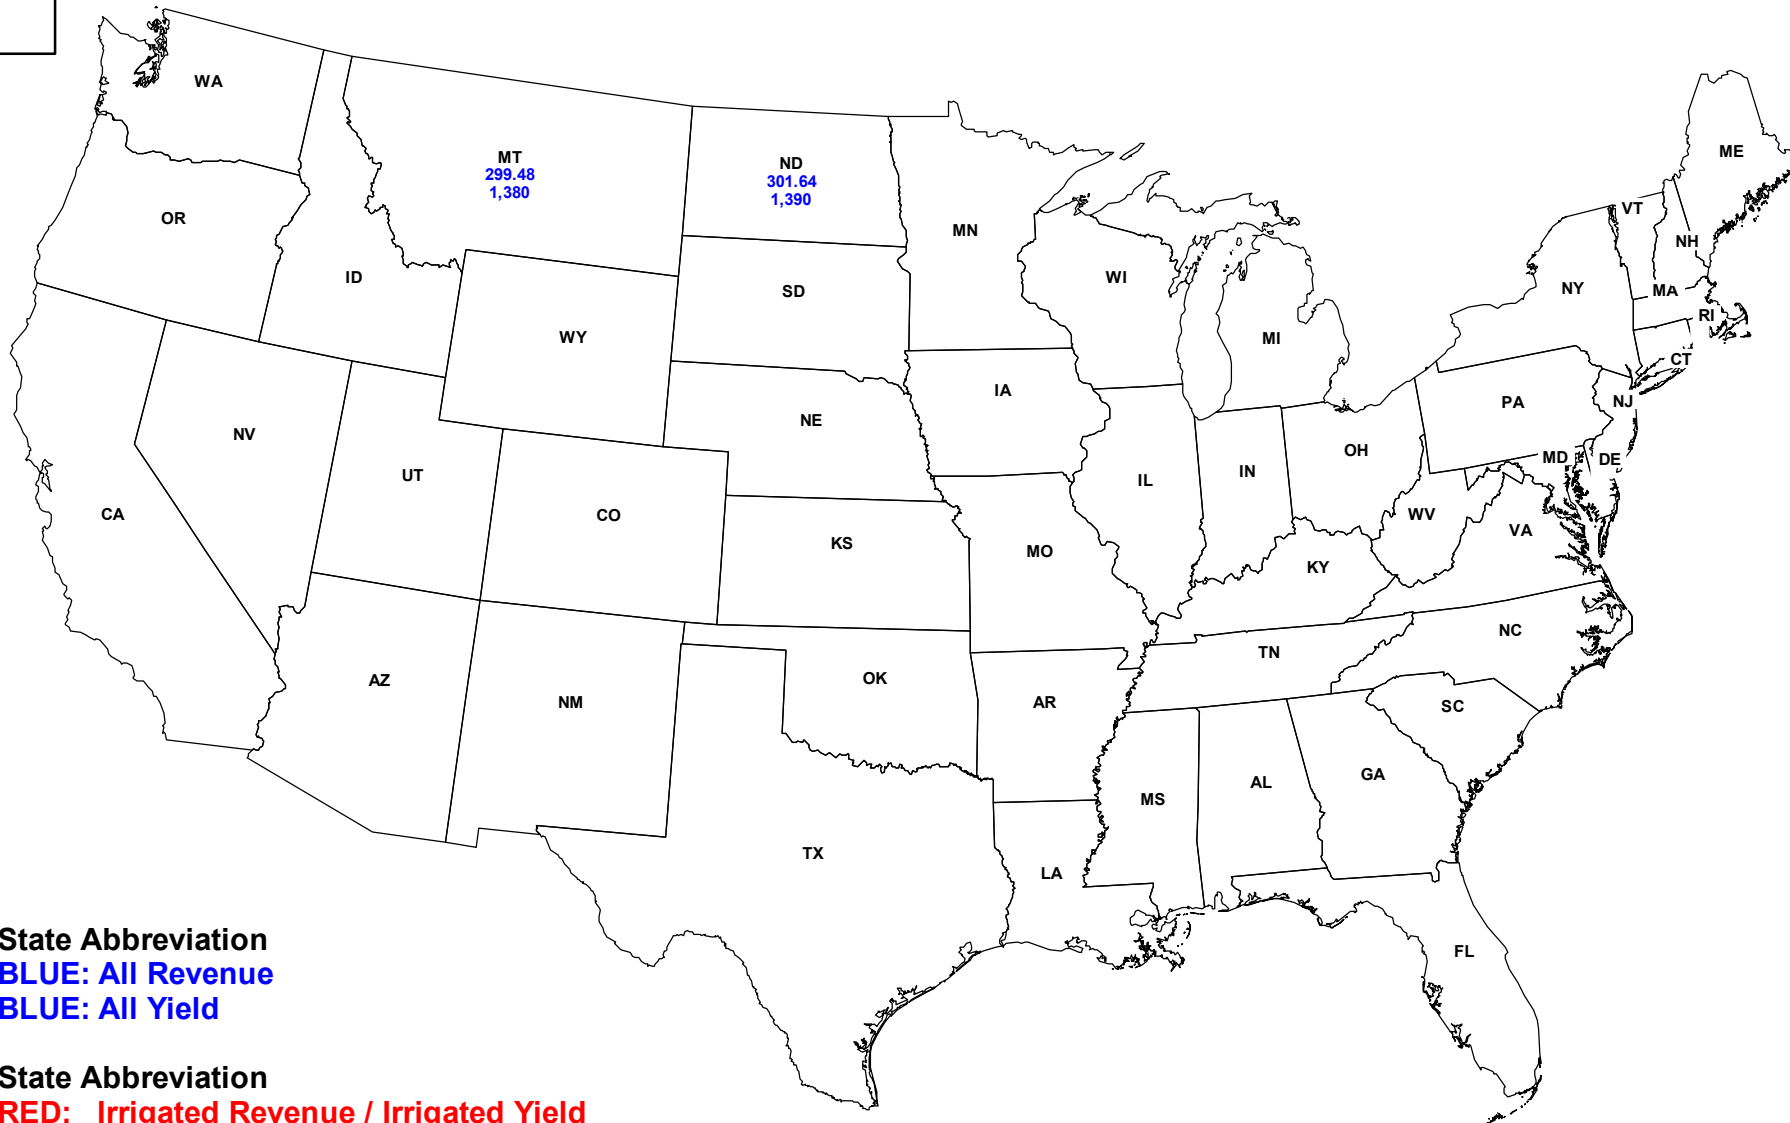 WA
MT
299.48
1,380
ND
301.64
1,390
ME
OR
MN
VT
NH
ID
SD
WI
NY
MA
RI
WY
MI
CT
IA
PA
NJ
NE
NV
OH
MD
DE
UT
IN
IL
CA
CO
WV
VA
KS
MO
KY
NC
TN
AZ
OK
NM
AR
SC
GA
AL
MS
TX
LA
FL
State Abbreviation
BLUE: All Revenue
BLUE: All Yield
State Abbreviation
RED: Irrigated Revenue / Irrigated Yield